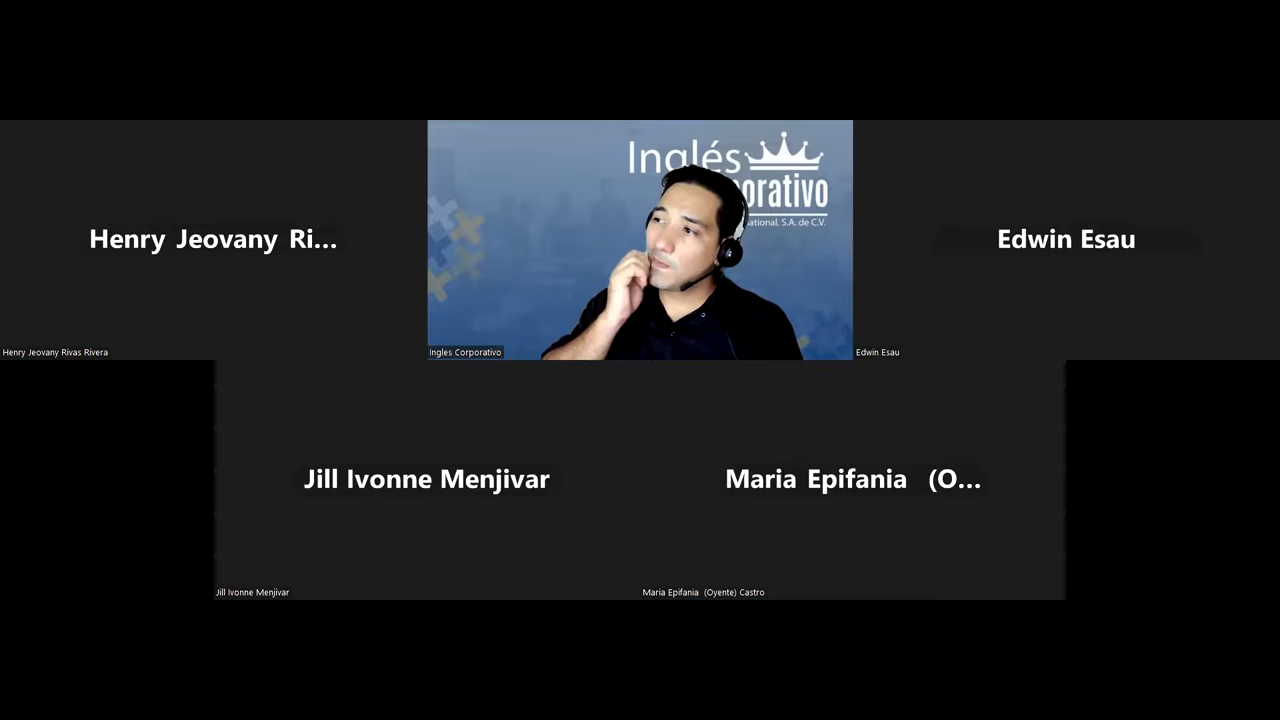 Henry Jeovany Ri...
Henry Jeovany Rivas Rivera
Inglés
orativo
national, S.A. de C.V.
Ingles Corporativo
Edwin Esau
Edwin Esau
Jill Ivonne Menjivar
Jill Ivonne Menjivar
Maria Epifania (O...
Maria Epifania (Oyente) Castro